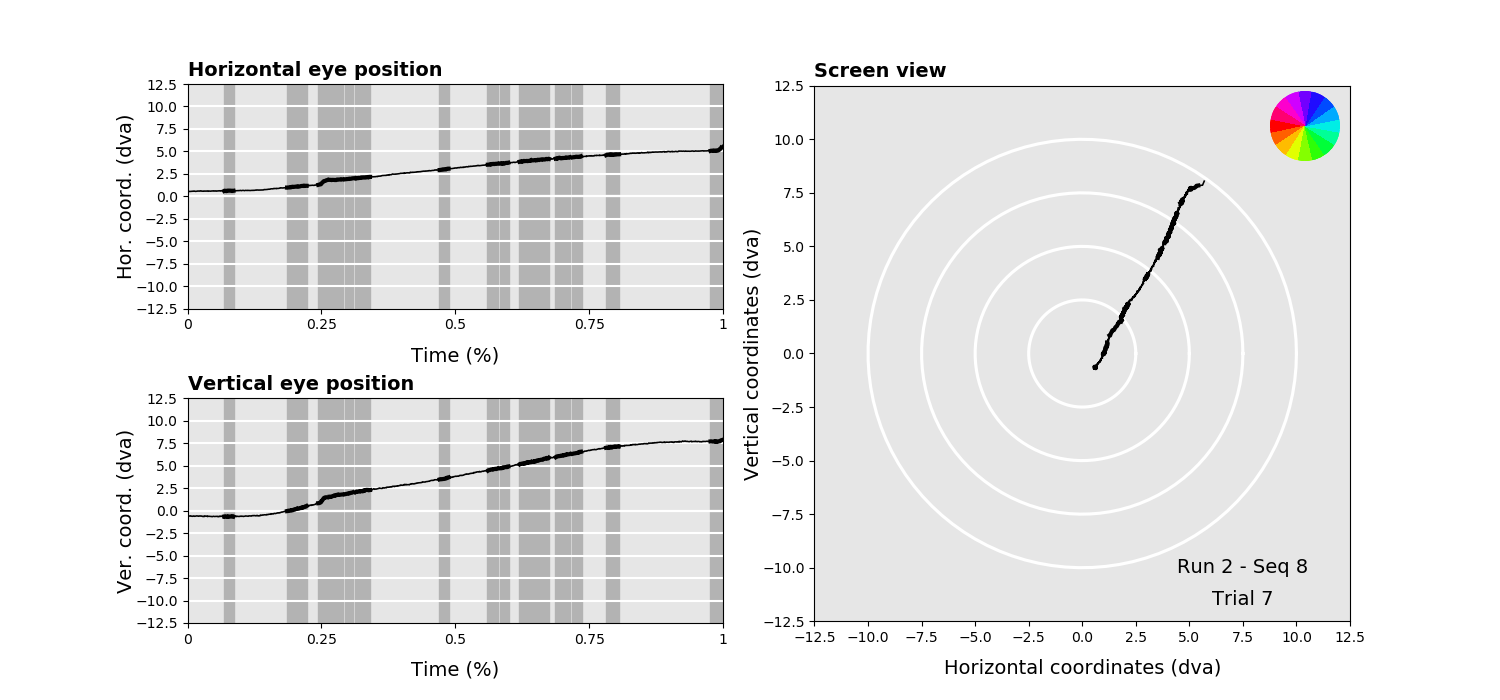 Horizontal eye position
Hor. coord. (dva)
12.5
10.0
7.5
5.0
2.5
0.0
−2.5
−5.0
−7.5
−10.0
−12.5
0 0.25 0.5 0.75 1
Time (%)
Vertical eye position
Ver. coord. (dva)
12.5
10.0
7.5
5.0
2.5
0.0
−2.5
−5.0
−7.5
−10.0
−12.5
0 0.25 0.5 0.75 1
Time (%)
Screen view
Vertical coordinates (dva)
12.5
10.0
7.5
5.0
2.5
0.0
−2.5
−5.0
−7.5
−10.0
−12.5
Run 2 - Seq 8
Trial 7
−12.5 −10.0 −7.5 −5.0 −2.5 0.0 2.5 5.0 7.5 10.0 12.5
Horizontal coordinates (dva)